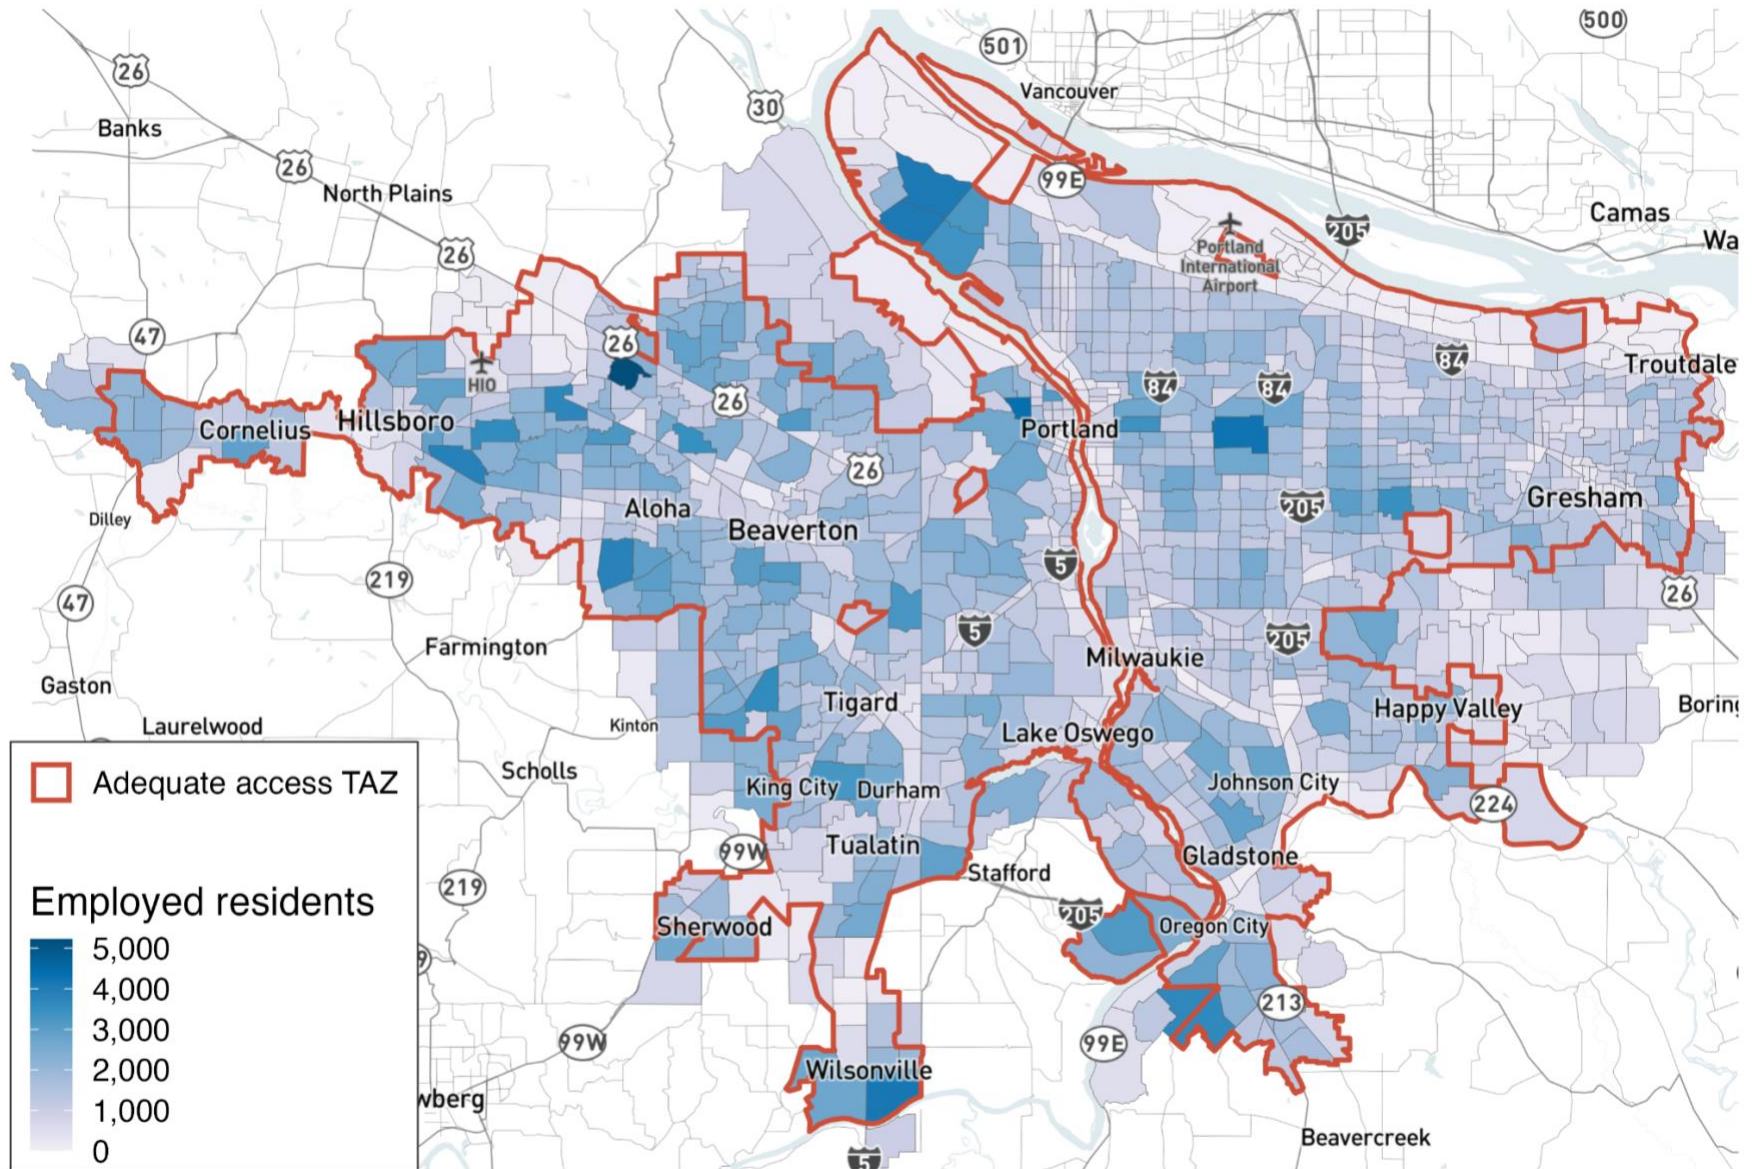 500
501
26
Vancouver
30
Banks
26
99E
North Plains
Camas
205
Wa
26
Portland
International
Airport
47
26
84
Troutdale
HIO
84
84
26
Hillsboro
Cornelius
Portland
26
Gresham
Aloha
205
Dilley
Beaverton
5
219
47
26
5
205
Farmington
Milwaukie
Gaston
Tigard
Happy Valley
Boring
Laurelwood
Kinton
Lake Oswego
Scholls
Adequate access TAZ
King City
Durham
Johnson City
224
Tualatin
99W
Gladstone
Stafford
219
Employed residents
205
Sherwood
Oregon City
5,000
9
4,000
213
3,000
99W
99E
2,000
Wilsonville
wberg
1,000
Beavercreek
0
5